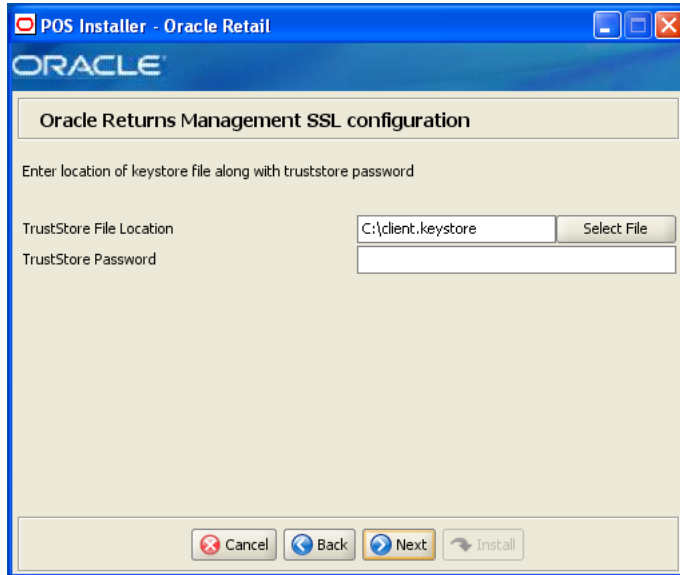 POS Installer - Oracle Retail
ORACLE
Oracle Returns Management SSL configuration
Enter location of keystore file along with truststore password
TrustStore File Location C:\client.keystore Select File
TrustStore Password
Cancel Back Next Install